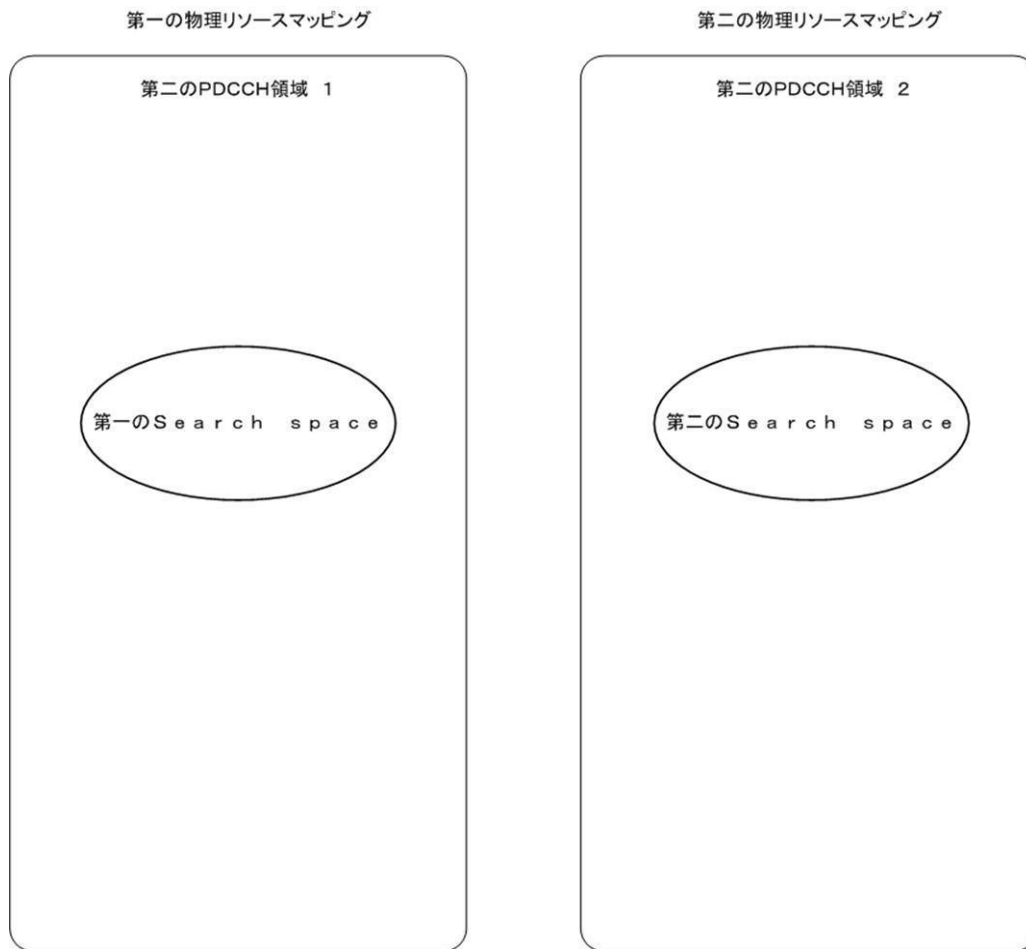 第一の物理リソースマッピング
第二のPDCCH領域 1
第一のSearch space
第二の物理リソースマッピング
第二のPDCCH領域 2
第二のSearch space